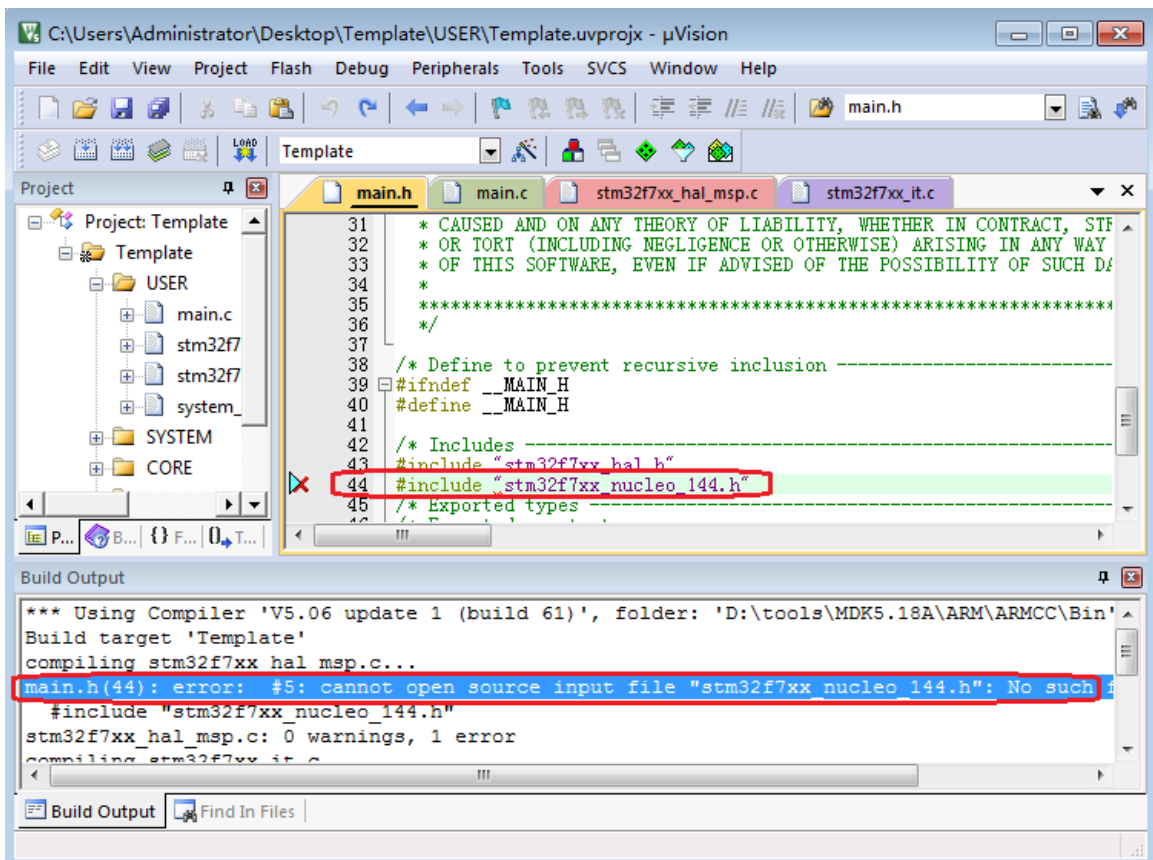 C:\Users\Administrator\Desktop\Template\USER\Template.uvprojx - µVision
File Edit View Project Flash Debug Peripherals Tools SVCS Window Help
main.h
LOAD Template
Project
main.h main.c stm32f7xx_hal_msp.c stm32f7xx_it.c
Project: Template
Template
USER
main.c
stm32f7
stm32f7
system_
SYSTEM
CORE
P... B... {} F... 0 T...
31 * CAUSED AND ON ANY THEORY OF LIABILITY, WHETHER IN CONTRACT, STR
32 * OR TORT (INCLUDING NEGLIGENCE OR OTHERWISE) ARISING IN ANY WAY
33 * OF THIS SOFTWARE, EVEN IF ADVISED OF THE POSSIBILITY OF SUCH DA
34 *
35 ******************************************************************
36 */
37
38 /* Define to prevent recursive inclusion -------------------------
39 #ifndef __MAIN_H
40 #define __MAIN_H
41
42 /* Includes ------------------------------------------------------
43 #include "stm32f7xx_hal.h"
44 #include "stm32f7xx_nucleo_144.h"
45 /* Exported types ------------------------------------------------
Build Output
*** Using Compiler 'V5.06 update 1 (build 61)', folder: 'D:\tools\MDK5.18A\ARM\ARMCC\Bin'
Build target 'Template'
compiling stm32f7xx_hal_msp.c...
main.h(44): error: #5: cannot open source input file "stm32f7xx_nucleo_144.h": No such f
#include "stm32f7xx_nucleo_144.h"
stm32f7xx_hal_msp.c: 0 warnings, 1 error
compiling stm32f7xx_it.c
Build Output Find In Files